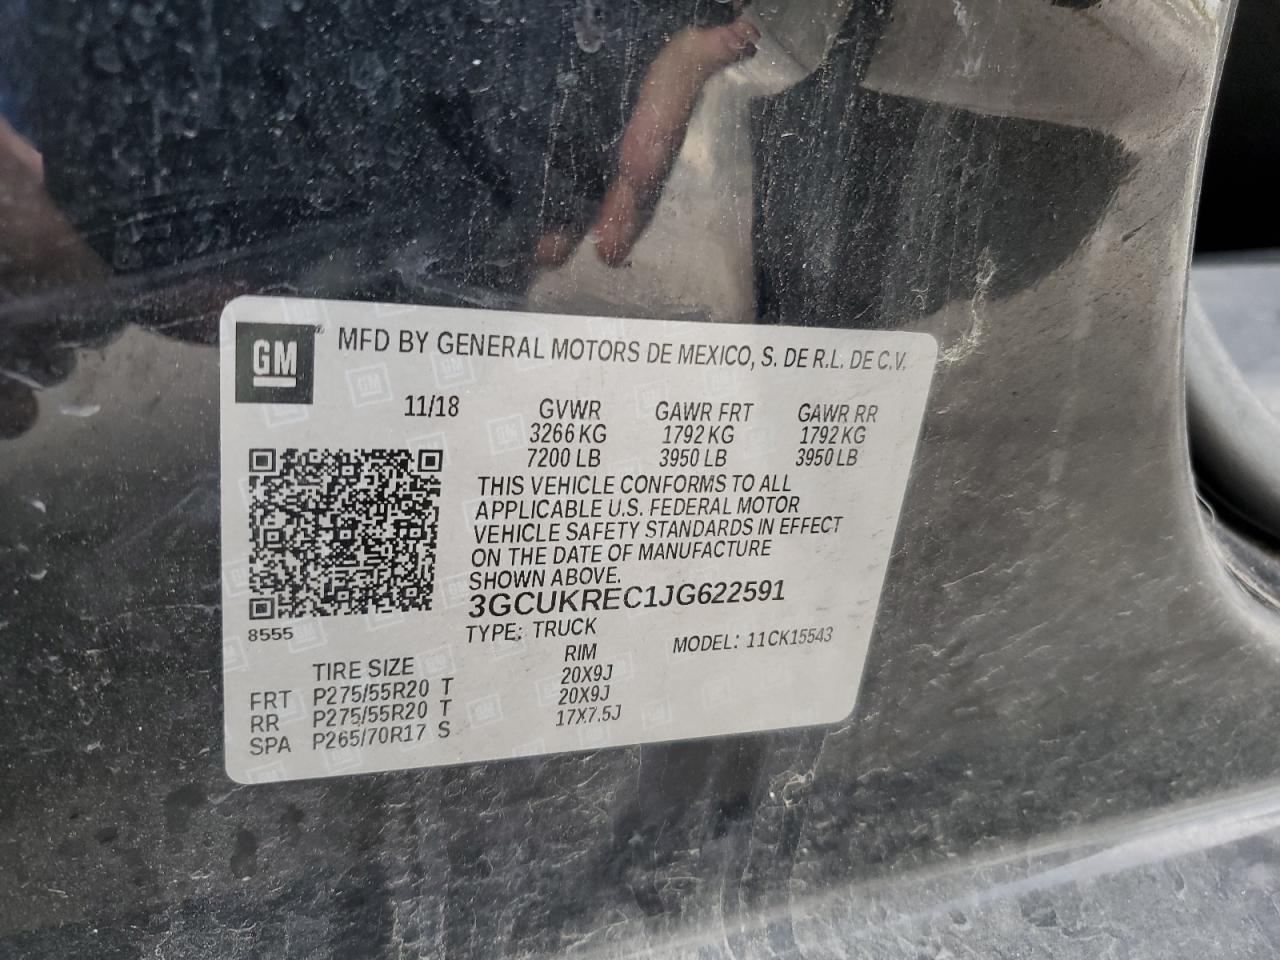 GM
MFD BY GENERAL MOTORS DE MEXICO, S. DE R.L. DE C.V.
11/18 GVWR GAWR FRT GAWR RR
3266 KG 1792 KG 1792 KG
7200 LB 3950 LB 3950 LB
THIS VEHICLE CONFORMS TO ALL
APPLICABLE U.S. FEDERAL MOTOR
VEHICLE SAFETY STANDARDS IN EFFECT
ON THE DATE OF MANUFACTURE
SHOWN ABOVE.
3GCUKREC1JG622591
8555
TYPE: TRUCK MODEL: 11CK15543
TIRE SIZE RIM
FRT P275/55R20 T 20X9J
RR P275/55R20 T 20X9J
SPA P265/70R17 S 17X7.5J